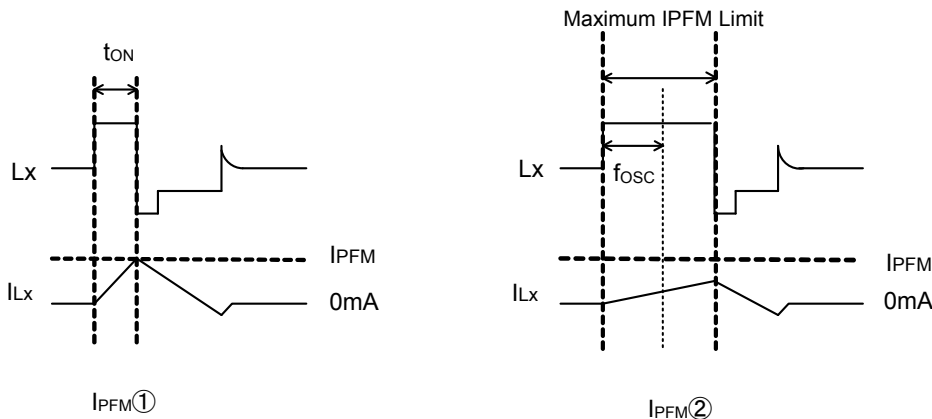 tON
Lx
IPFM
ILx
0mA
IPFM①
Maximum IPFM Limit
Lx
fOSC
IPFM
ILx
0mA
IPFM②